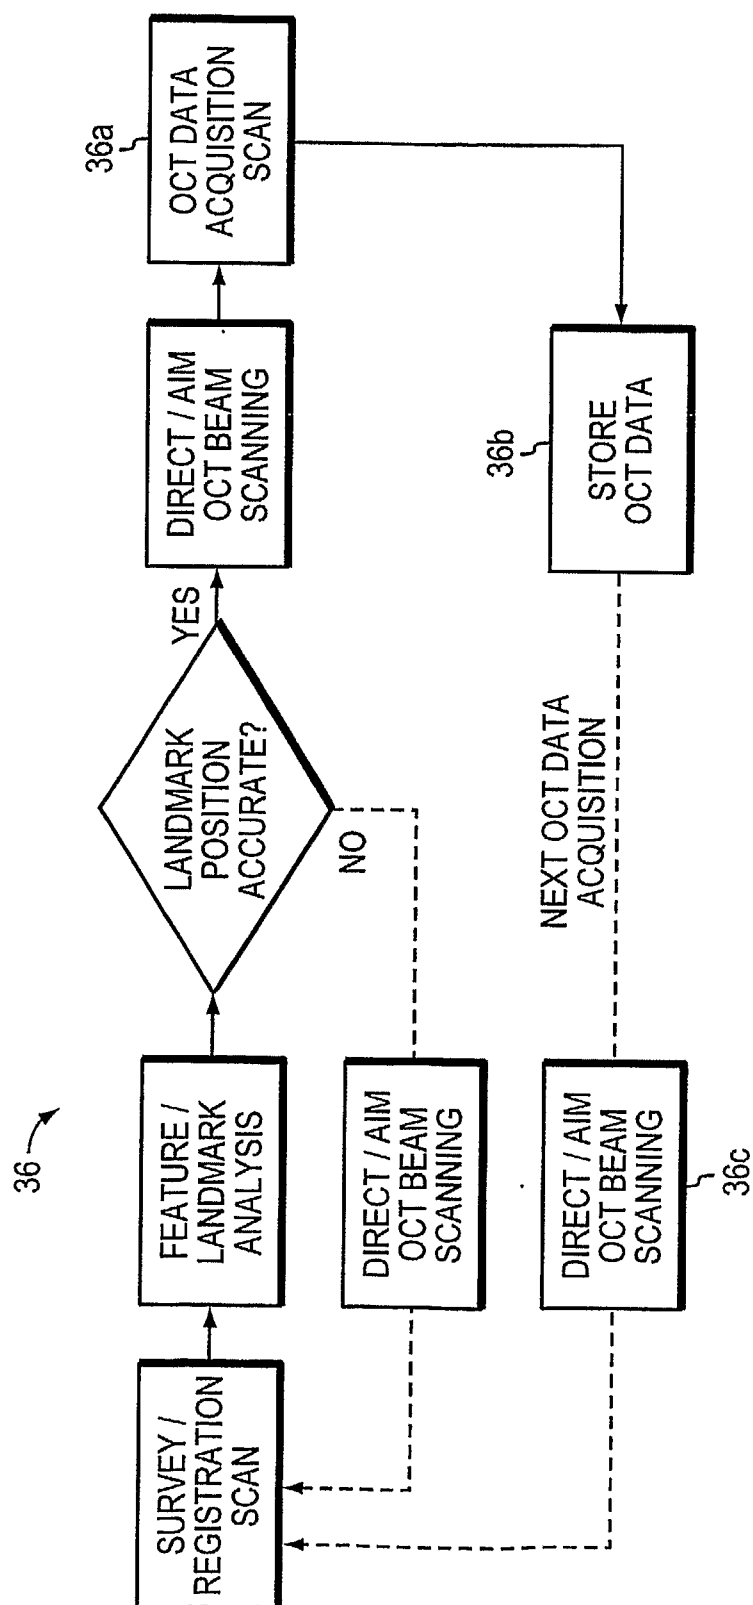 36
SURVEY /
REGISTRATION
SCAN
FEATURE /
LANDMARK
ANALYSIS
LANDMARK
POSITION
ACCURATE?
YES
DIRECT / AIM
OCT BEAM
SCANNING
36a
OCT DATA
ACQUISITION
SCAN
NO
DIRECT / AIM
OCT BEAM
SCANNING
36b
STORE
OCT DATA
NEXT OCT DATA
ACQUISITION
DIRECT / AIM
OCT BEAM
SCANNING
36c